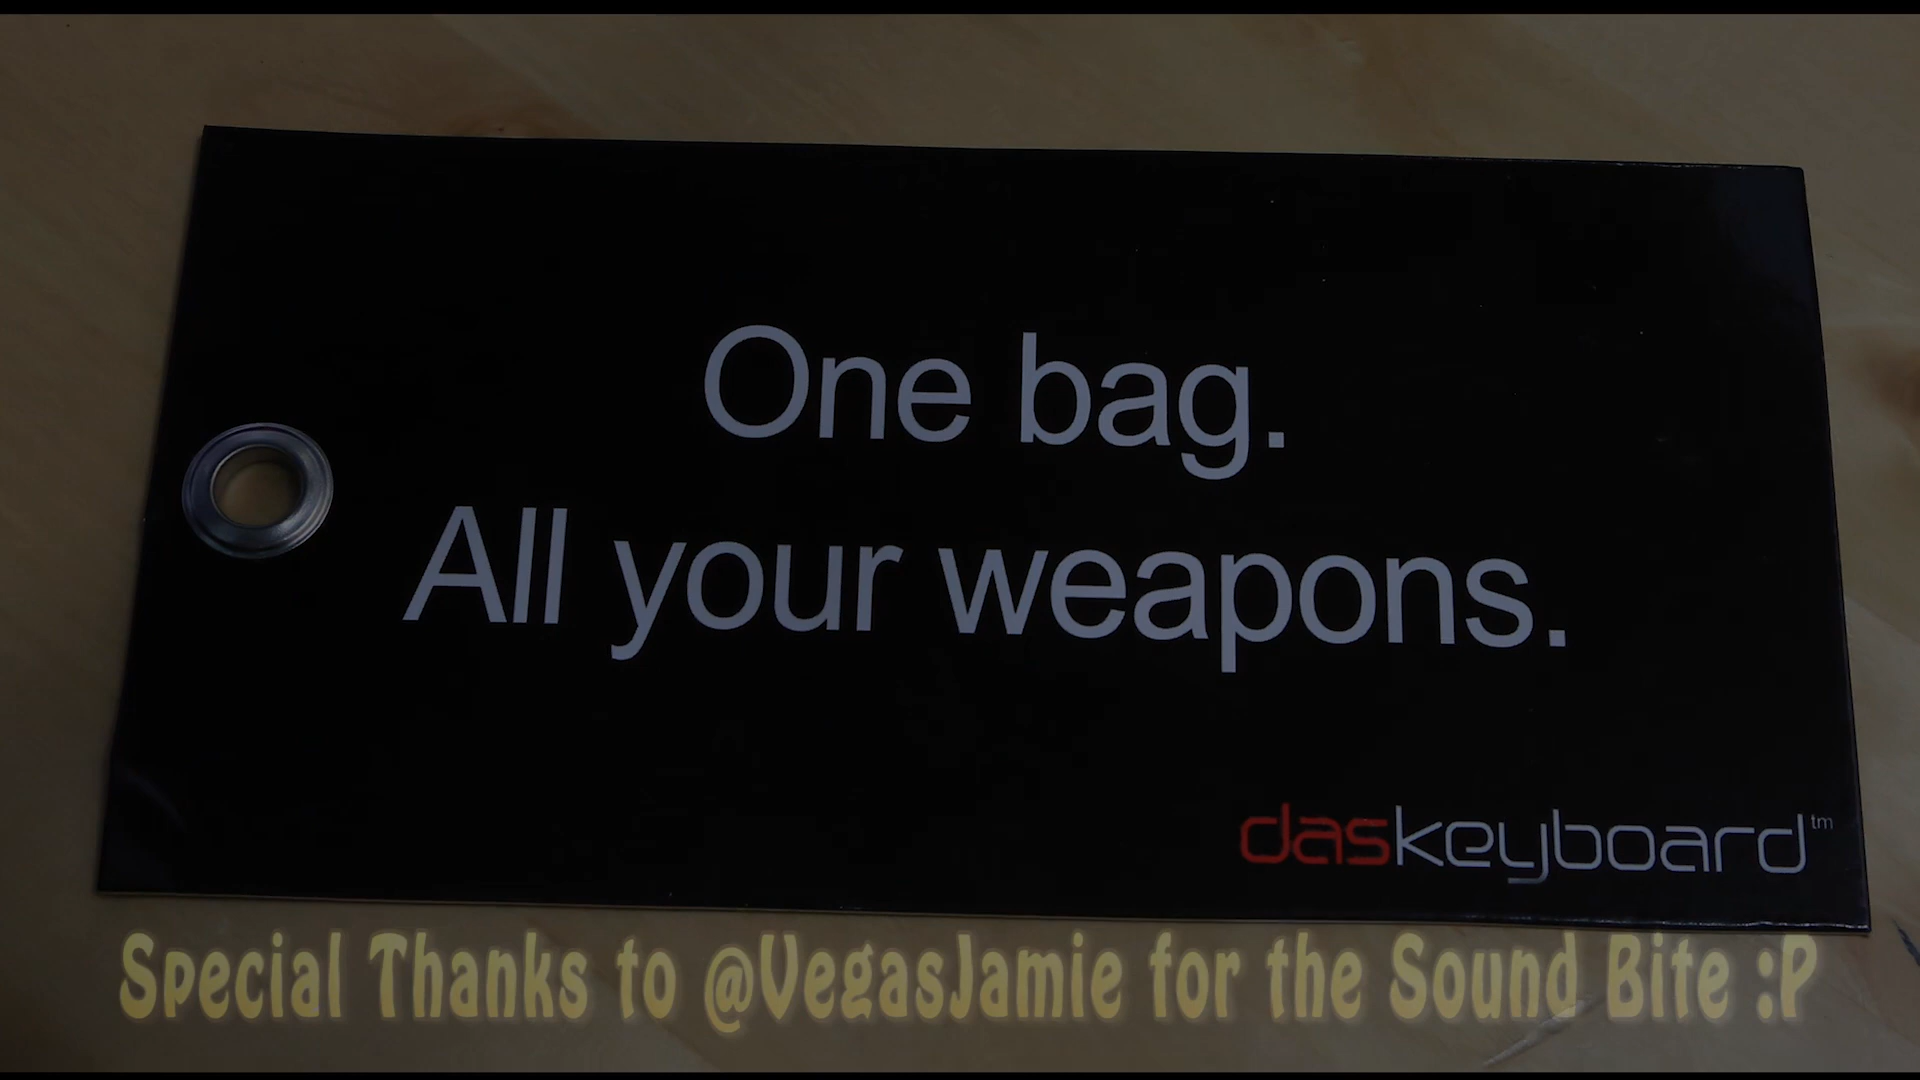 One bag.
All your weapons.
daskeyboard™
Special Thanks to @VegasJamie for the Sound Bite :P